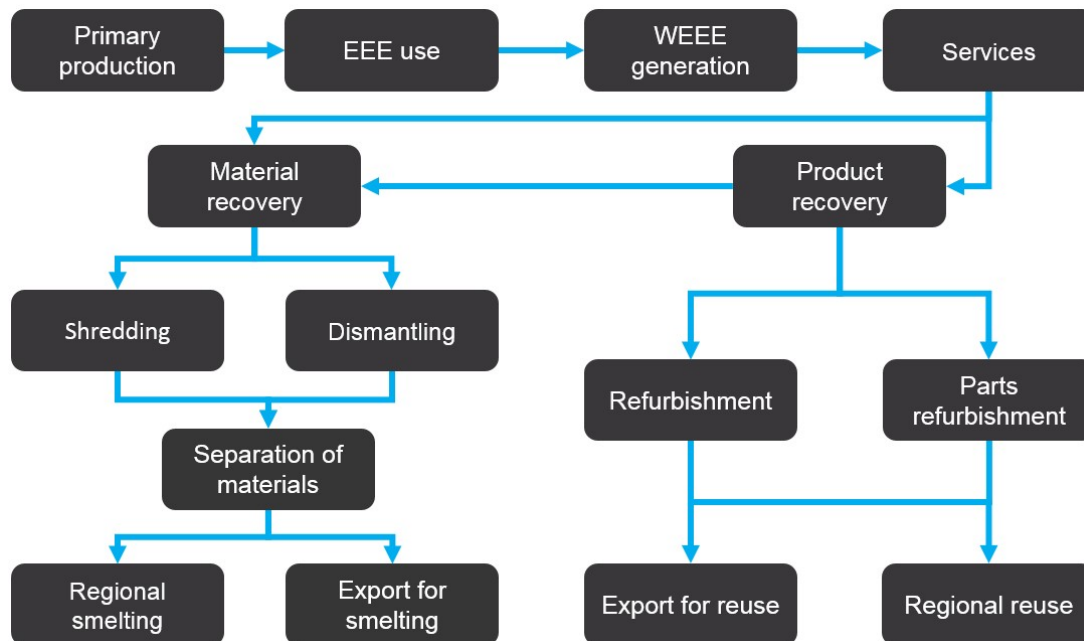 Primary
production
EEE use
WEEE
generation
Services
Material
recovery
Product
recovery
Shredding
Dismantling
Refurbishment
Parts
refurbishment
Separation of
materials
Regional
smelting
Export for
smelting
Export for reuse
Regional reuse